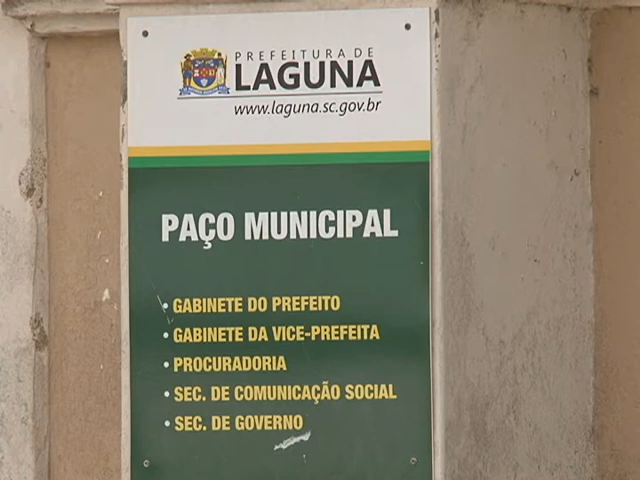 PREFEITURA DE
LAGUNA
www.laguna.sc.gov.br
PAÇO MUNICIPAL
• GABINETE DO PREFEITO
• GABINETE DA VICE-PREFEITA
• PROCURADORIA
• SEC. DE COMUNICAÇÃO SOCIAL
• SEC. DE GOVERNO